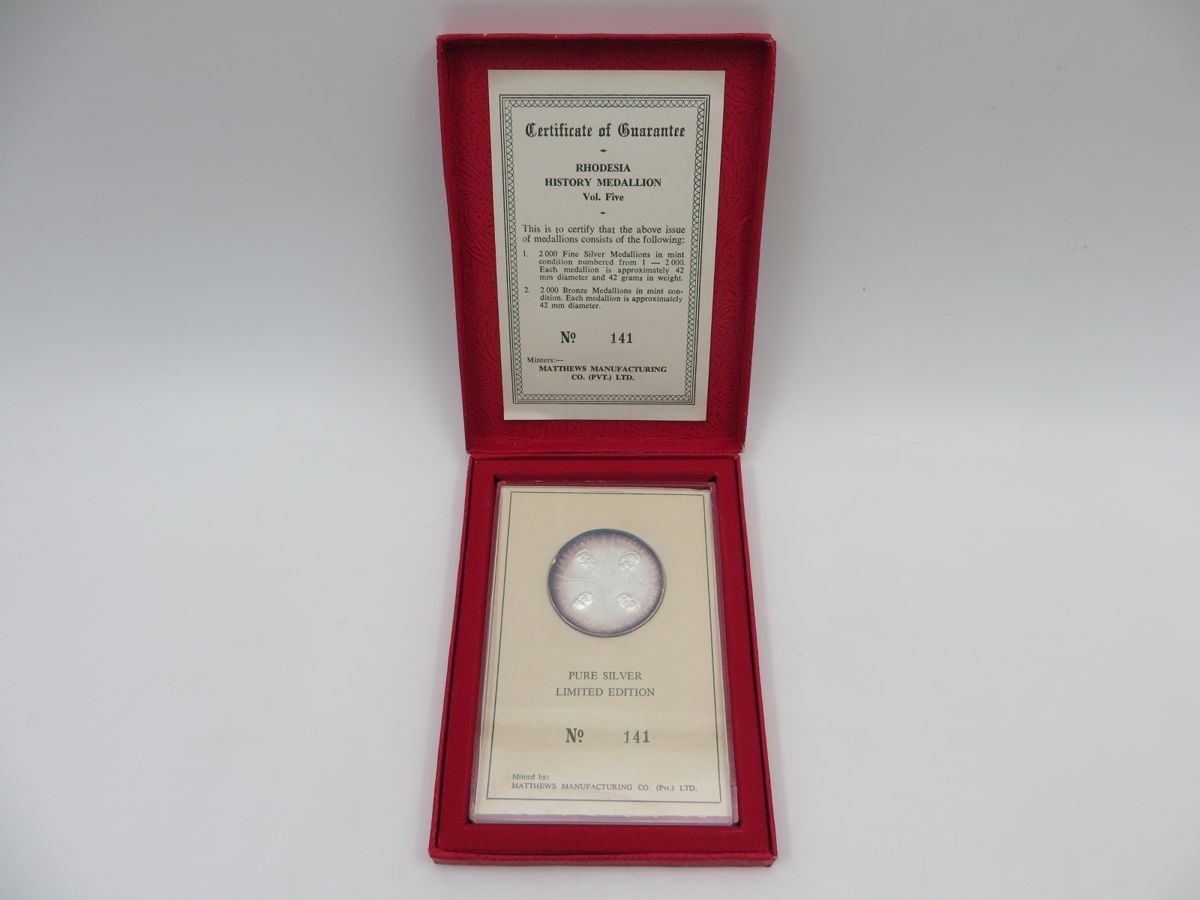 Certificate of Guarantee
RHODESIA
HISTORY MEDALLION
Vol. Five
This is to certify that the above issue
of medallions consists of the following:
1. 2 000 Fine Silver Medallions in mint
condition numbered from 1 — 2 000.
Each medallion is approximately 42
mm diameter and 42 grams in weight.
2. 2 000 Bronze Medallions in mint con-
dition. Each medallion is approximately
42 mm diameter.
Nº 141
Minters:—
MATTHEWS MANUFACTURING
CO. (PVT.) LTD.
PURE SILVER
LIMITED EDITION
Nº 141
Minted by:
MATTHEWS MANUFACTURING CO. (Pvt.) LTD.